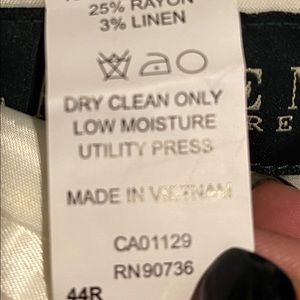 25% RAYON
3% LINEN
DRY CLEAN ONLY
LOW MOISTURE
UTILITY PRESS
MADE IN VIETNAM
CA01129
RN90736
44R